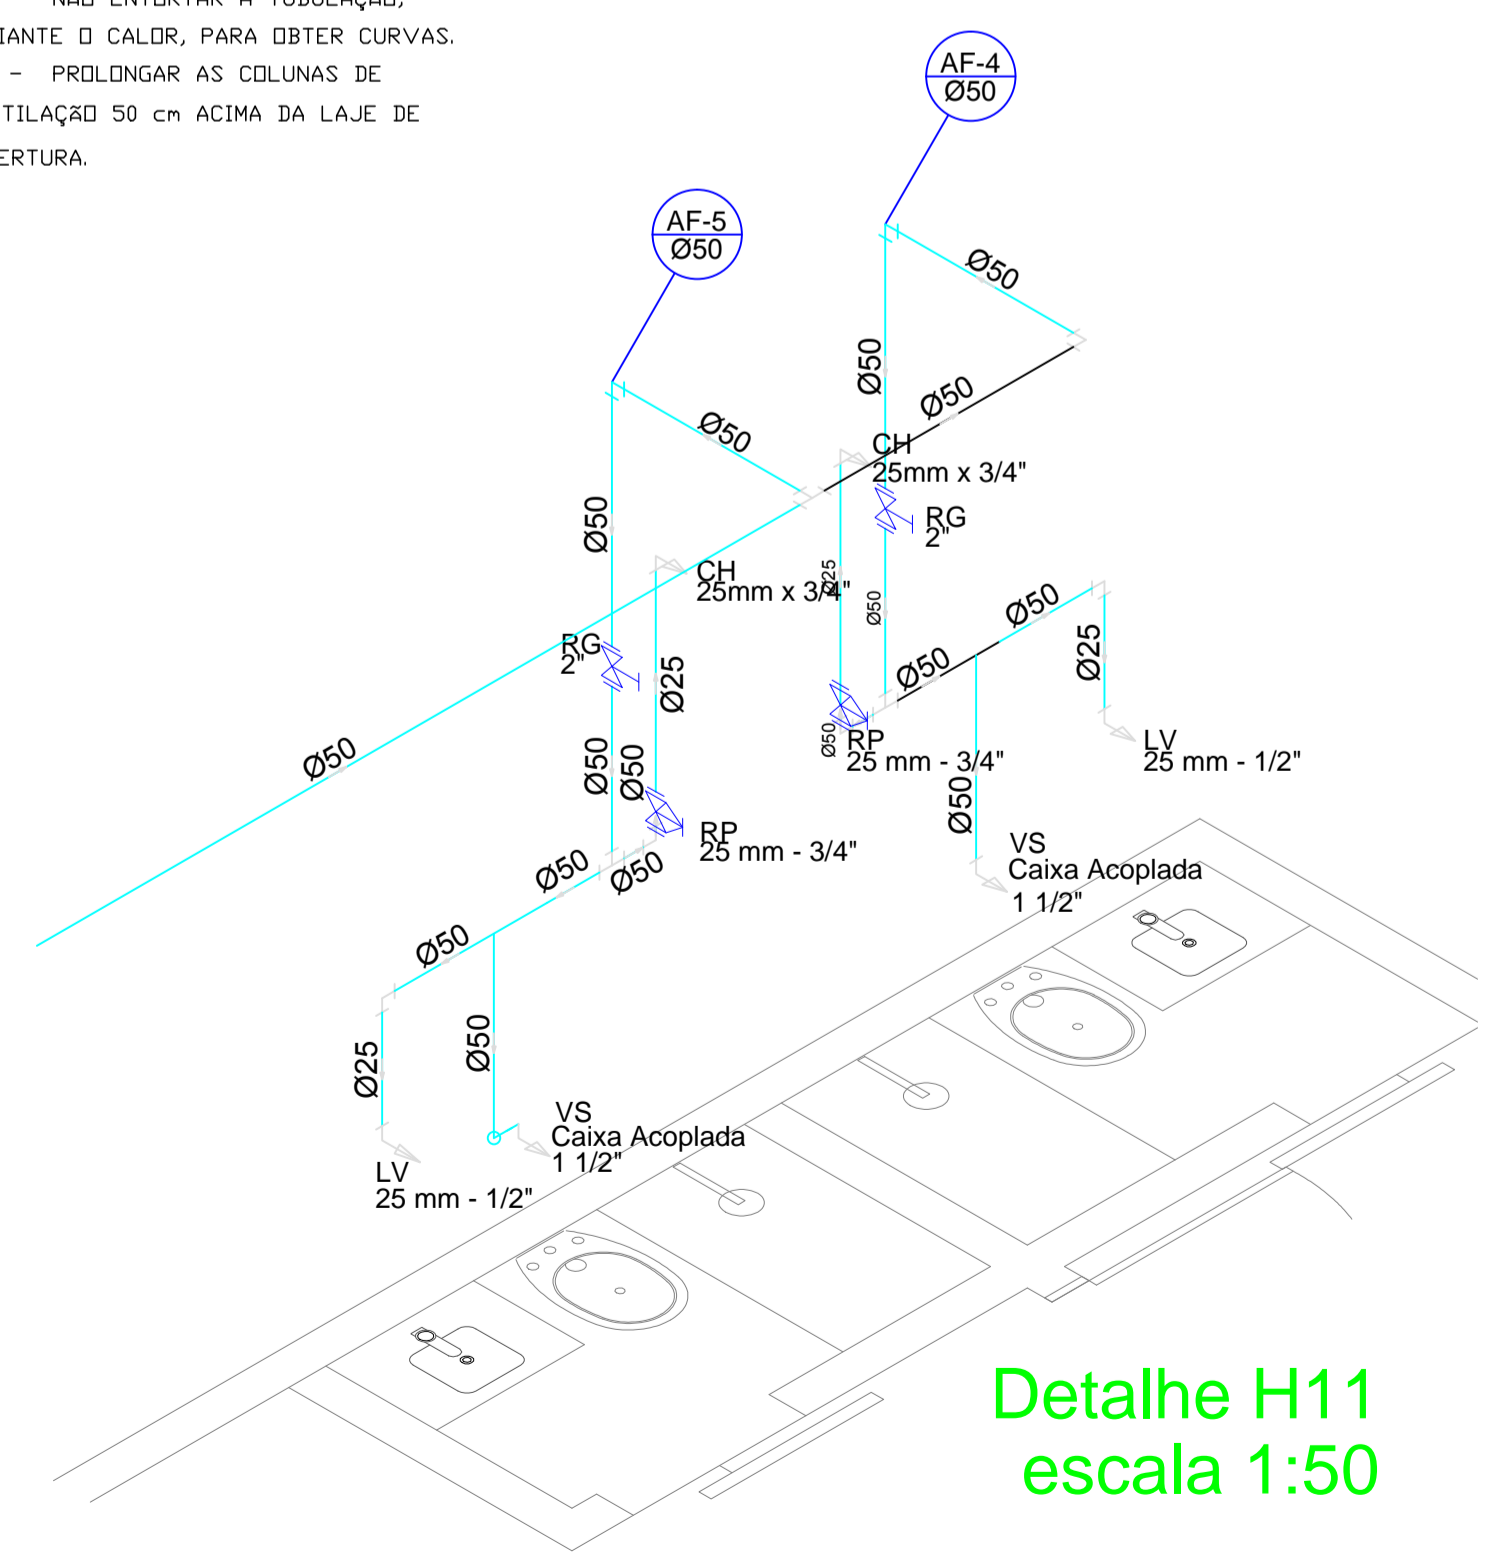 NÃO ENTORTAR A TUBULAÇÃO,
IANTE O CALOR, PARA OBTER CURVAS.
- PROLONGAR AS COLUNAS DE
TILAÇÃO 50 cm ACIMA DA LAJE DE
ERTURA.
AF-4
Ø50
AF-5
Ø50
Ø50
Ø50
Ø50
Ø50
CH
25mm x 3/4"
Ø50
RG
2"
CH
25mm x 3/4"
Ø25
Ø50
Ø50
Ø25
RG
2"
Ø25
Ø50
Ø50
Ø50
RP
25 mm - 3/4"
LV
25 mm - 1/2"
Ø50
Ø50
Ø50
RP
25 mm - 3/4"
Ø50
Ø50
Ø50
VS
Caixa Acoplada
1 1/2"
Ø50
Ø50
Ø25
VS
Caixa Acoplada
1 1/2"
LV
25 mm - 1/2"
Detalhe H11
escala 1:50